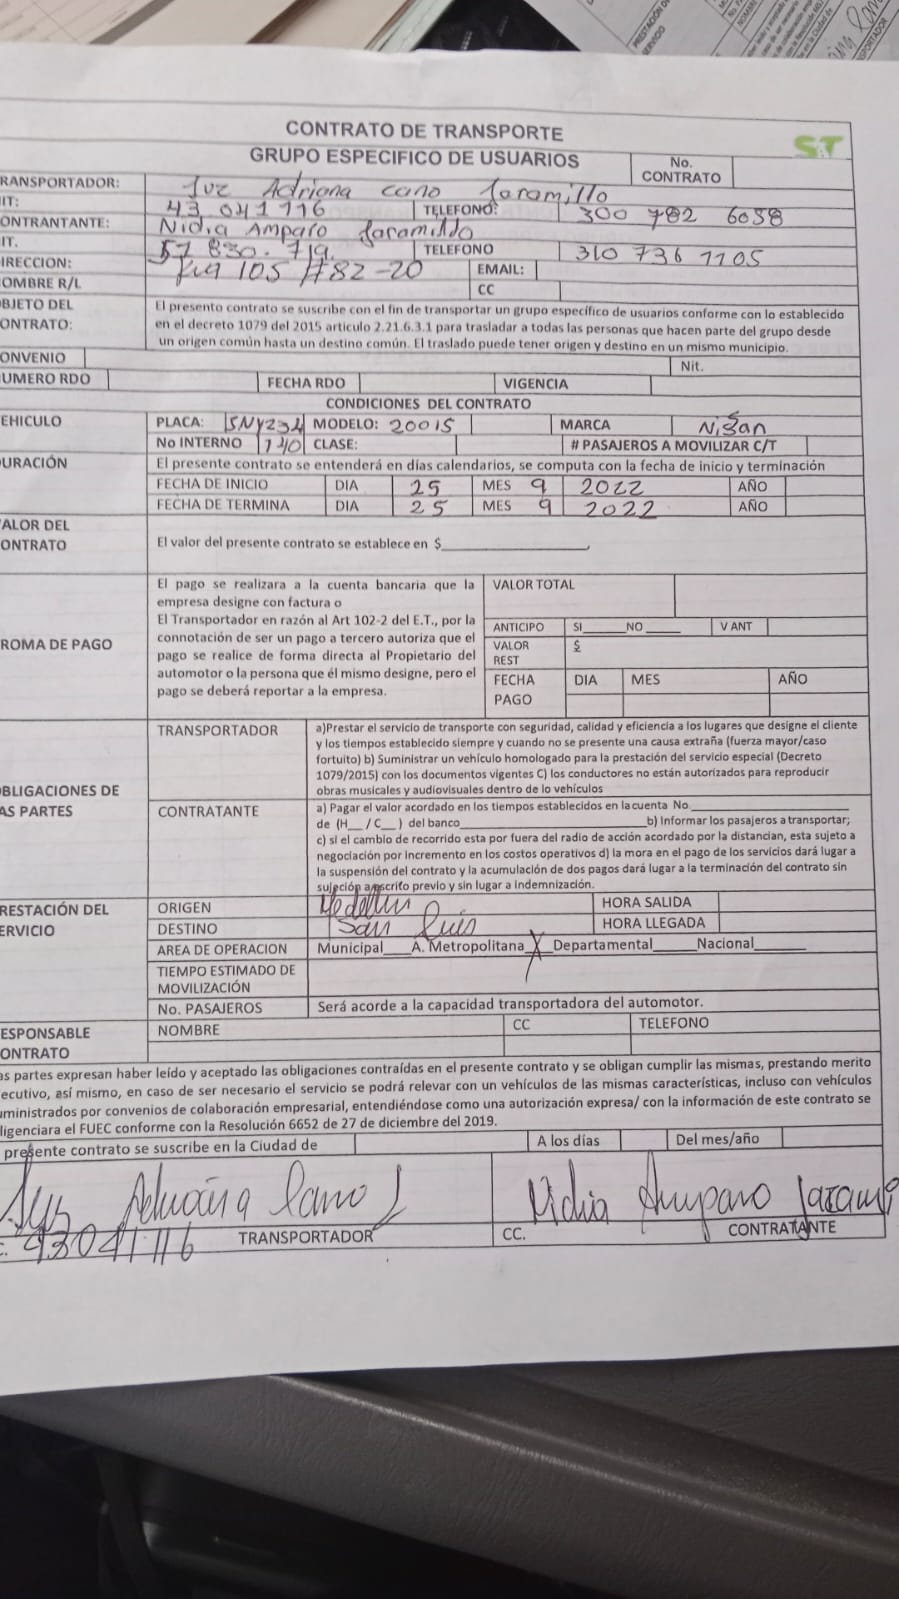 CONTRATO DE TRANSPORTE
GRUPO ESPECIFICO DE USUARIOS
No. CONTRATO
SAT
RANSPORTADOR: Luz Adriana Cano Jaramillo
IT: 43 041 116 TELEFONO: 300 782 6058
ONTRANTANTE: Nidia Amparo Jaramillo
IT. 57 830.719. TELEFONO 310 736 1105
IRECCION: 105 #82-20 EMAIL:
OMBRE R/L CC
BJETO DEL ONTRATO: El presento contrato se suscribe con el fin de transportar un grupo específico de usuarios conforme con lo establecido
en el decreto 1079 del 2015 articulo 2.21.6.3.1 para trasladar a todas las personas que hacen parte del grupo desde
un origen común hasta un destino común. El traslado puede tener origen y destino en un mismo municipio.
ONVENIO Nit.
UMERO RDO FECHA RDO VIGENCIA
CONDICIONES DEL CONTRATO
EHICULO PLACA: SNY234 MODELO: 20015 MARCA Nisan
No INTERNO 140 CLASE: # PASAJEROS A MOVILIZAR C/T
URACIÓN El presente contrato se entenderá en días calendarios, se computa con la fecha de inicio y terminación
FECHA DE INICIO DIA 25 MES 9 2022 AÑO
FECHA DE TERMINA DIA 25 MES 9 2022 AÑO
ALOR DEL ONTRATO El valor del presente contrato se establece en $_______________,
ROMA DE PAGO
El pago se realizara a la cuenta bancaria que la
empresa designe con factura o
El Transportador en razón al Art 102-2 del E.T., por la
connotación de ser un pago a tercero autoriza que el
pago se realice de forma directa al Propietario del
automotor o la persona que él mismo designe, pero el
pago se deberá reportar a la empresa.
VALOR TOTAL
ANTICIPO SI______NO_____ V ANT
VALOR REST $
FECHA PAGO DIA MES AÑO
BLIGACIONES DE
AS PARTES
TRANSPORTADOR a)Prestar el servicio de transporte con seguridad, calidad y eficiencia a los lugares que designe el cliente
y los tiempos establecido siempre y cuando no se presente una causa extraña (fuerza mayor/caso
fortuito) b) Suministrar un vehículo homologado para la prestación del servicio especial (Decreto
1079/2015) con los documentos vigentes C) los conductores no están autorizados para reproducir
obras musicales y audiovisuales dentro de lo vehículos
CONTRATANTE a) Pagar el valor acordado en los tiempos establecidos en la cuenta No.____________
de (H__ / C__ ) del banco____________________b) Informar los pasajeros a transportar;
c) si el cambio de recorrido esta por fuera del radio de acción acordado por la distancian, esta sujeto a
negociación por incremento en los costos operativos d) la mora en el pago de los servicios dará lugar a
la suspensión del contrato y la acumulación de dos pagos dará lugar a la terminación del contrato sin
sujeción a escrito previo y sin lugar a indemnización.
RESTACIÓN DEL
ERVICIO
ORIGEN Medellin HORA SALIDA
DESTINO San Luis HORA LLEGADA
AREA DE OPERACION Municipal____A. Metropolitana_X_Departamental_____Nacional______
TIEMPO ESTIMADO DE
MOVILIZACIÓN
No. PASAJEROS Será acorde a la capacidad transportadora del automotor.
ESPONSABLE
ONTRATO
NOMBRE CC TELEFONO
as partes expresan haber leído y aceptado las obligaciones contraídas en el presente contrato y se obligan cumplir las mismas, prestando merito
ecutivo, así mismo, en caso de ser necesario el servicio se podrá relevar con un vehículos de las mismas características, incluso con vehículos
uministrados por convenios de colaboración empresarial, entendiéndose como una autorización expresa/ con la información de este contrato se
ligenciara el FUEC conforme con la Resolución 6652 de 27 de diciembre del 2019.
presente contrato se suscribe en la Ciudad de A los días Del mes/año
Luz Adriana Cano J Nidia Amparo Jaramil
43041116 TRANSPORTADOR CC. CONTRATANTE